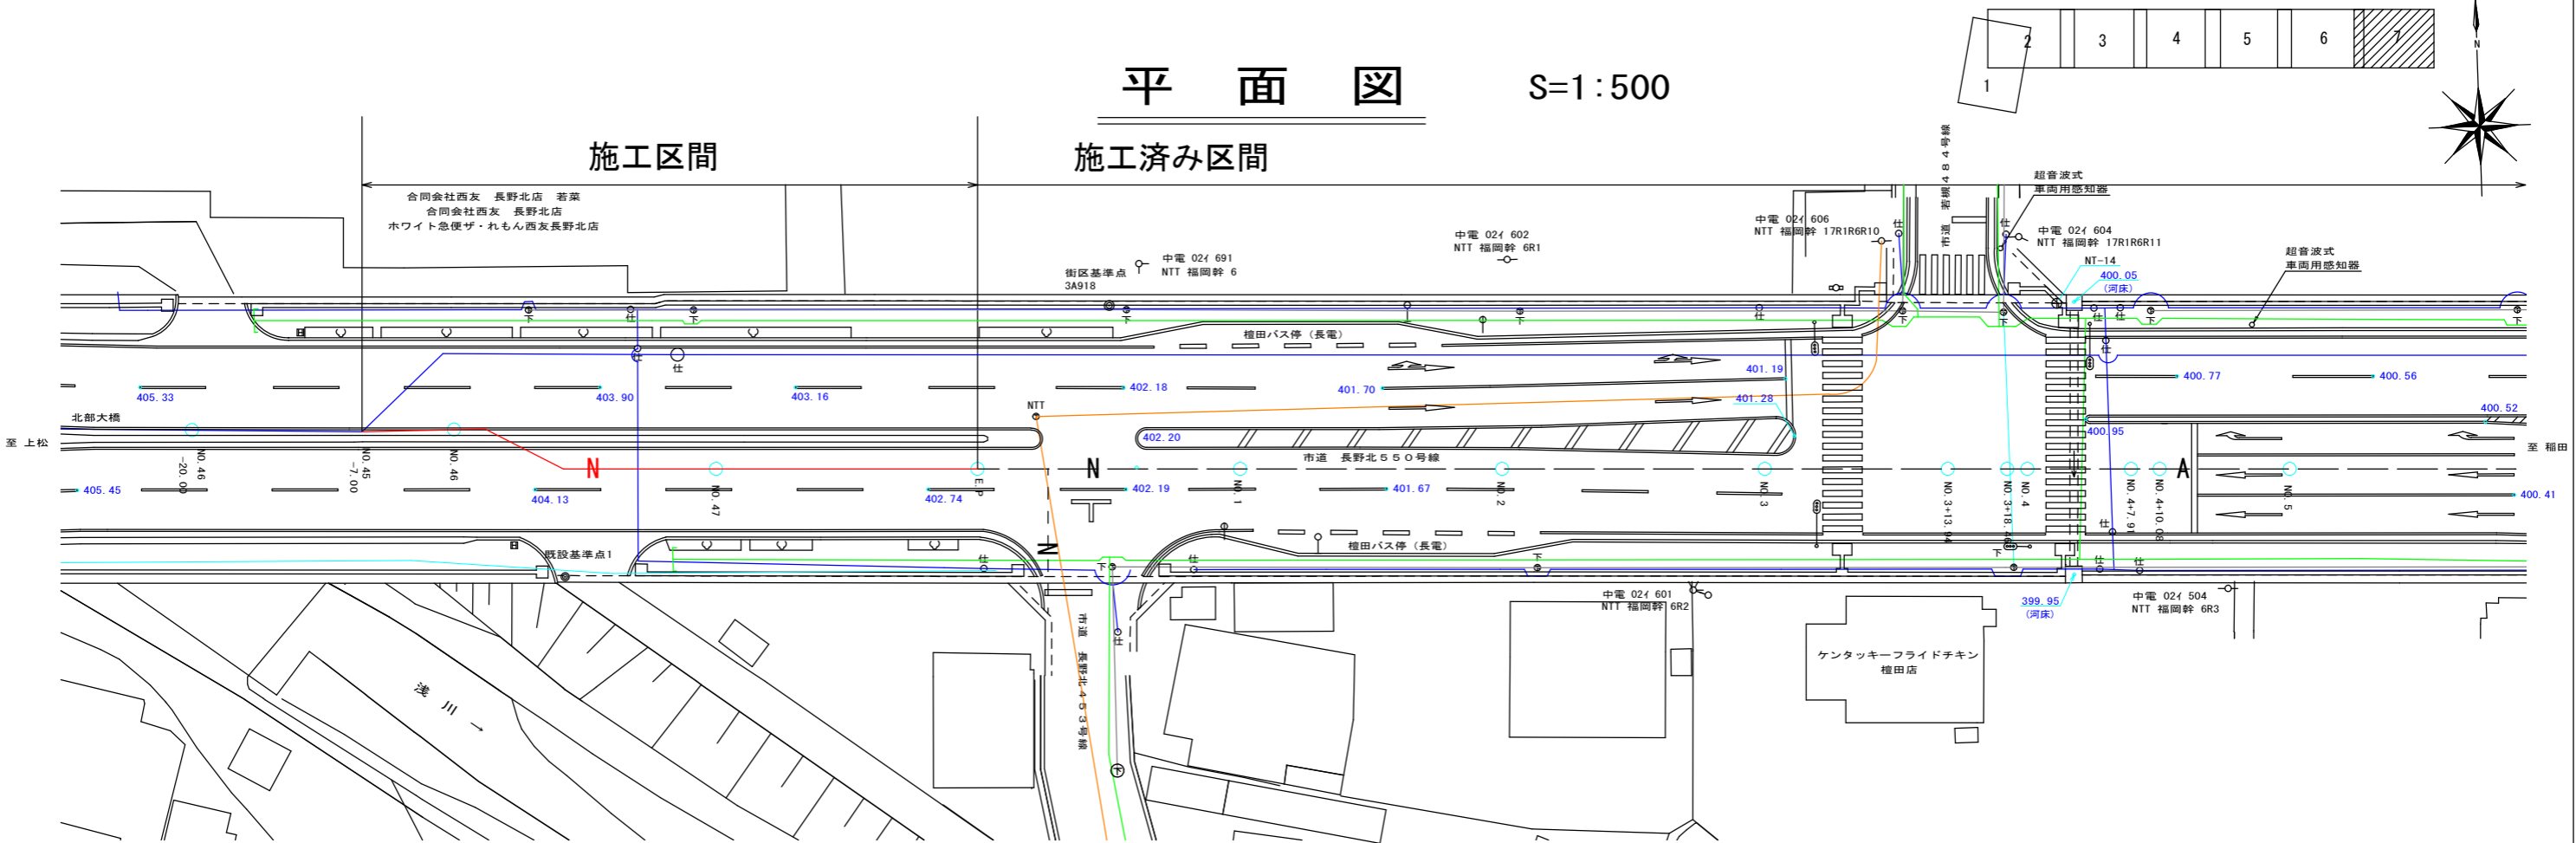 平面図 S=1:500
2 3 4 5 6 7
1
N
施工区間
施工済み区間
合同会社西友 長野北店 若菜
合同会社西友 長野北店
ホワイト急便ザ・れもん西友長野北店
街区基準点
3A918
中電 02イ 691
NTT 福岡幹 6
中電 02イ 602
NTT 福岡幹 6R1
中電 02イ 606
NTT 福岡幹 17R1R6R10
市道 若槻484号線
超音波式
車両用感知器
中電 02イ 604
NTT 福岡幹 17R1R6R11
NT-14
400.05
(河床)
超音波式
車両用感知器
仕
下
檀田バス停（長電）
405.33
403.90
403.16
402.18
401.70
401.19
401.28
400.77
400.56
400.52
北部大橋
至 上松
NTT
402.20
400.95
至 稲田
市道 長野北550号線
N
N
A
NO.46
-20.00
NO.45
-7.00
NO.46
NO.47
E.P
NO.1
NO.2
NO.3
NO.3+13.94
NO.3+18.46
NO.4
NO.4+7.91
NO.4+10.08
NO.5
405.45
404.13
402.74
402.19
401.67
400.41
既設基準点1
N
檀田バス停（長電）
市道 長野北453号線
中電 02イ 601
NTT 福岡幹 6R2
399.95
(河床)
中電 02イ 504
NTT 福岡幹 6R3
ケンタッキーフライドチキン
檀田店
浅川→
下